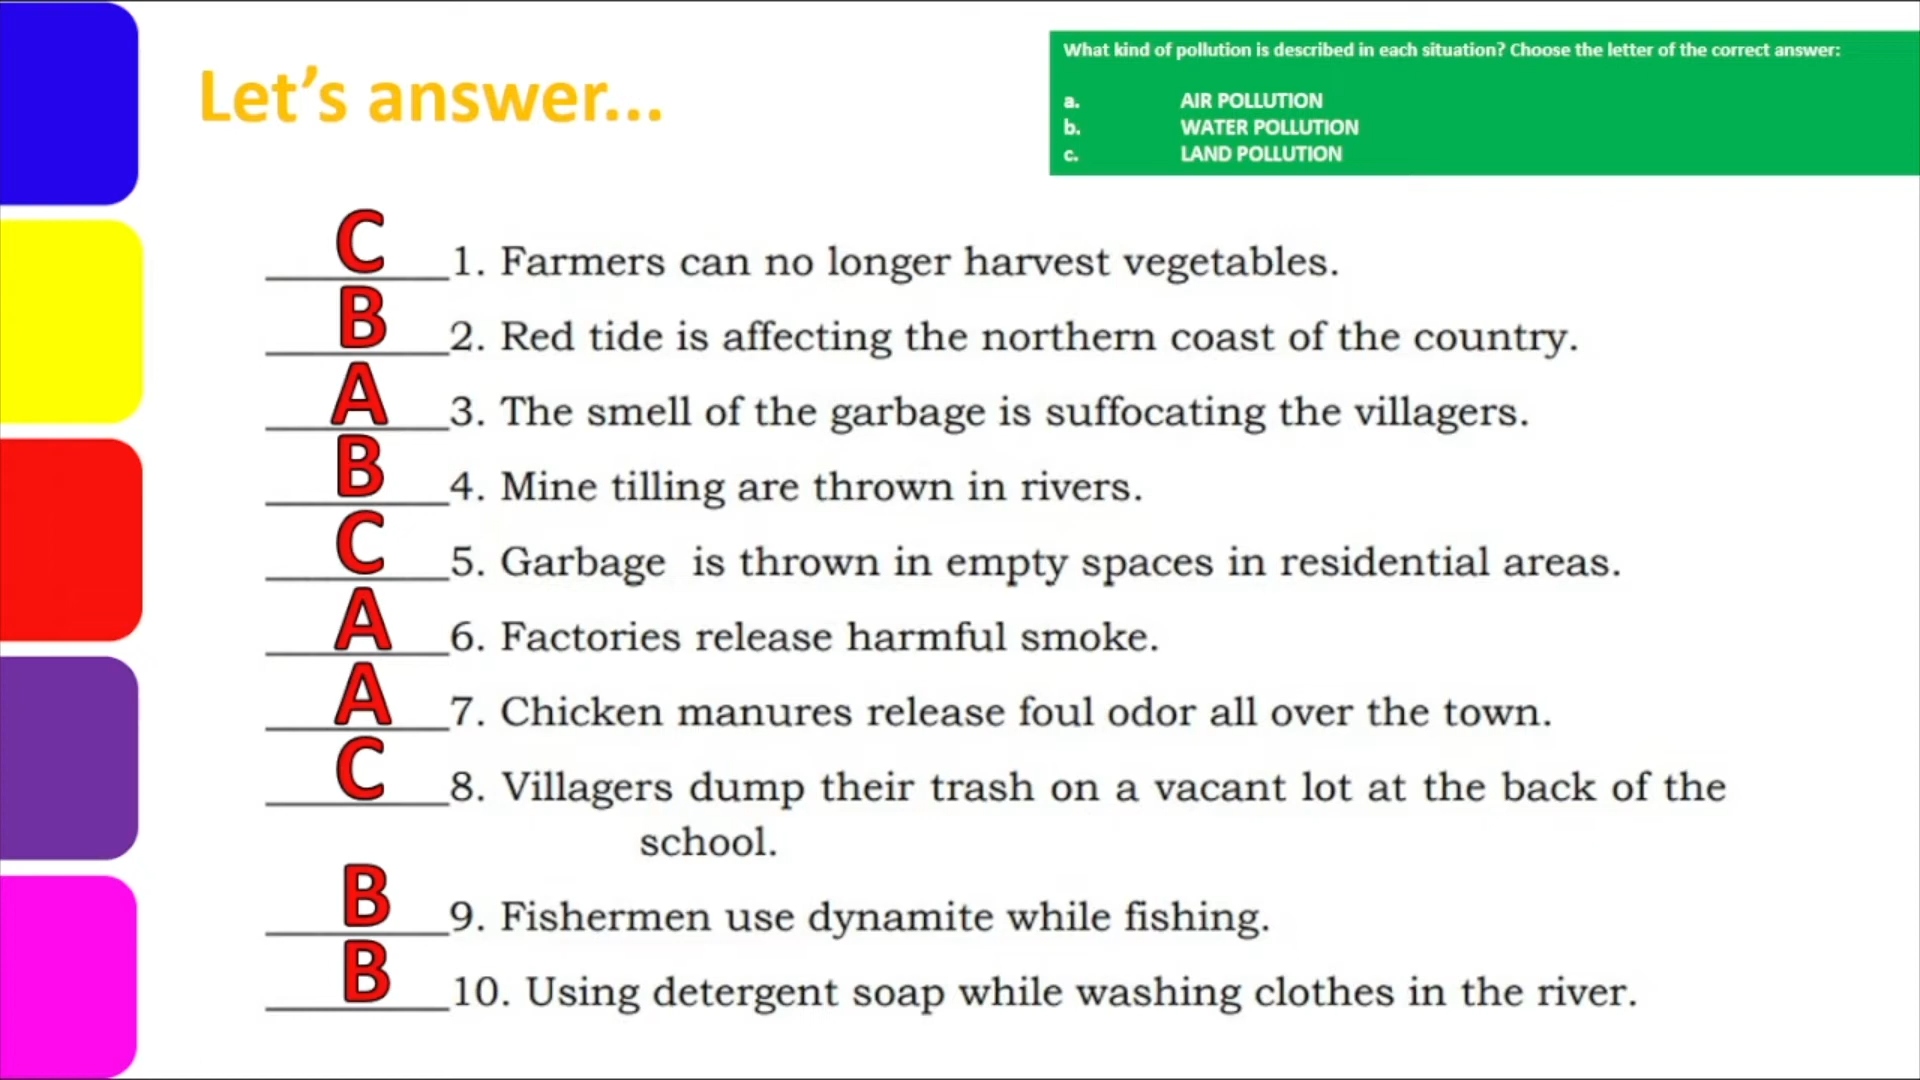 Let's answer...
What kind of pollution is described in each situation? Choose the letter of the correct answer:
a. AIR POLLUTION
b. WATER POLLUTION
c. LAND POLLUTION
C 1. Farmers can no longer harvest vegetables.
B 2. Red tide is affecting the northern coast of the country.
A 3. The smell of the garbage is suffocating the villagers.
B 4. Mine tilling are thrown in rivers.
C 5. Garbage is thrown in empty spaces in residential areas.
A 6. Factories release harmful smoke.
A 7. Chicken manures release foul odor all over the town.
C 8. Villagers dump their trash on a vacant lot at the back of the
school.
B 9. Fishermen use dynamite while fishing.
B 10. Using detergent soap while washing clothes in the river.